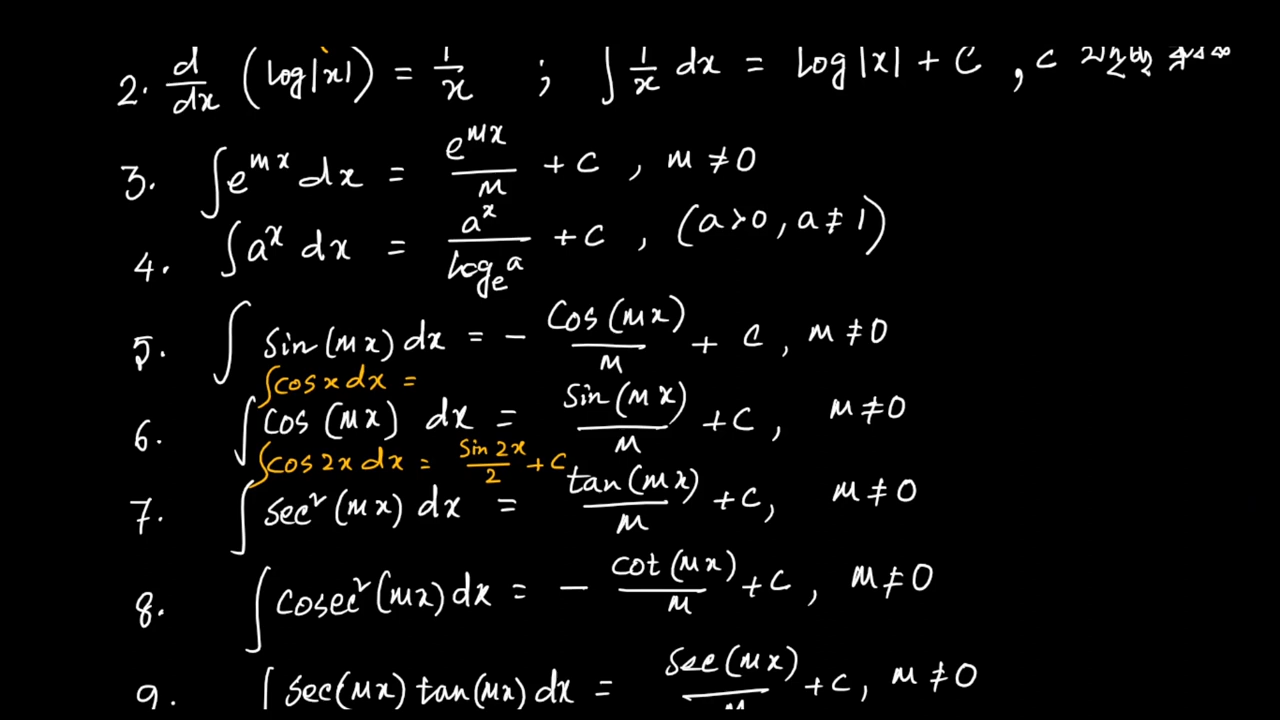 2. d/dx (log|x|) = 1/x ; ∫ 1/x dx = log|x| + C , c
3. ∫e^{mx} dx = e^{mx}/m + C , m ≠ 0
4. ∫a^x dx = a^x/log_e a + C , (a>0, a ≠ 1)
5. ∫ Sin(mx) dx = - Cos(mx)/m + C, m ≠ 0
∫cos x dx =
6. ∫ Cos (mx) dx = Sin(mx)/m + C, m ≠ 0
∫cos 2x dx = sin 2x/2 + C
7. ∫ sec²(mx) dx = tan(mx)/m + C, m ≠ 0
8. ∫ Cosec²(mx) dx = - cot(mx)/m + C, m ≠ 0
9. ∫ sec(mx) tan(mx) dx = Sec(mx)/m + C, m ≠ 0